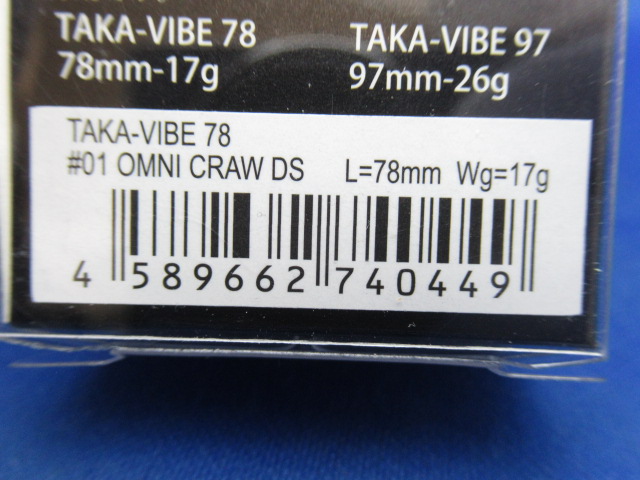 TAKA-VIBE 78 TAKA-VIBE 97
78mm-17g 97mm-26g
TAKA-VIBE 78
#01 OMNI CRAW DS L=78mm Wg=17g
4 589662 740449